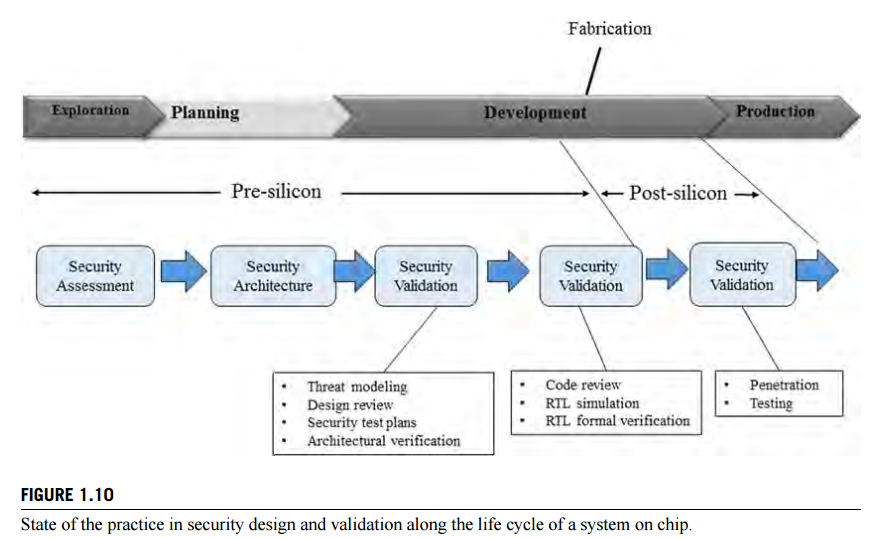 Fabrication
Exploration
Planning
Development
Production
Pre-silicon
Post-silicon
Security
Assessment
Security
Architecture
Security
Validation
Security
Validation
Security
Validation
• Threat modeling
• Design review
• Security test plans
• Architectural verification
• Code review
• RTL simulation
• RTL formal verification
• Penetration
• Testing
FIGURE 1.10
State of the practice in security design and validation along the life cycle of a system on chip.